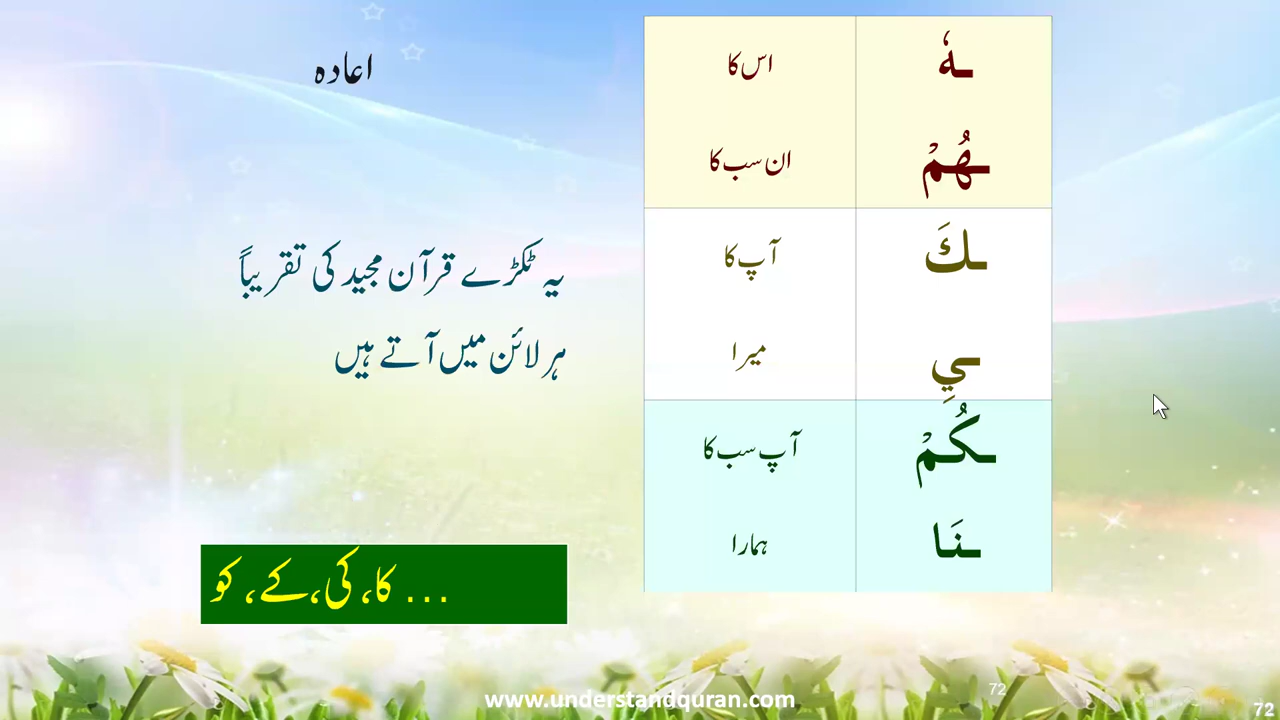 اعادہ
ـهٗ اس کا
ـهُمْ ان سب کا
ـكَ آپ کا
ـيِ میرا
ـكُمْ آپ سب کا
ـنَا ہمارا
یہ ٹکڑے قرآن مجید کی تقریباً
ہر لائن میں آتے ہیں
کا، کی، کے، کو ...
www.understandquran.com
72
72